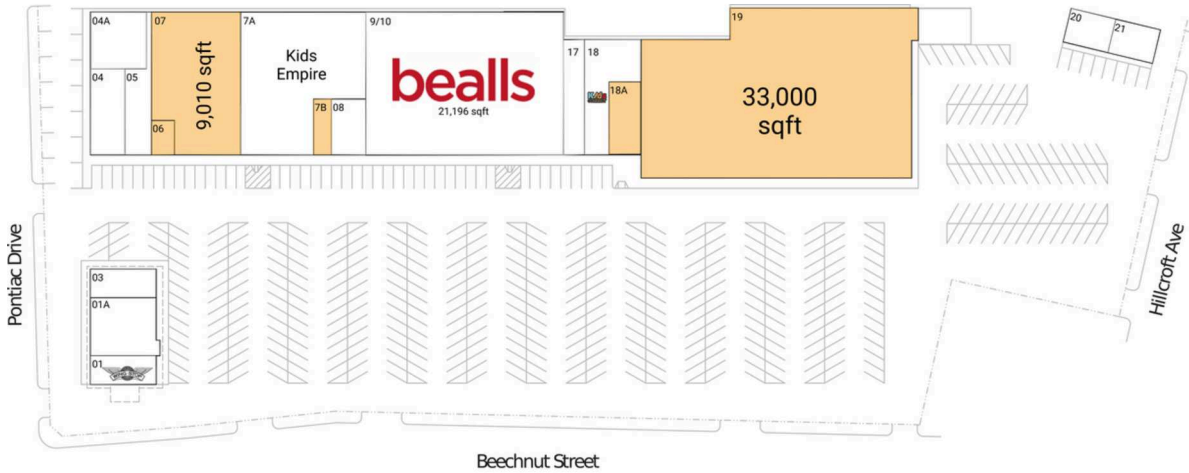 04A
07
7A
9/10
19
20
21
Kids
Empire
17
18
bealls
21,196 sqft
9,010 sqft
04
05
06
7B
08
18A
33,000
sqft
Pontiac Drive
Hillcroft Ave
03
01A
01
Beechnut Street